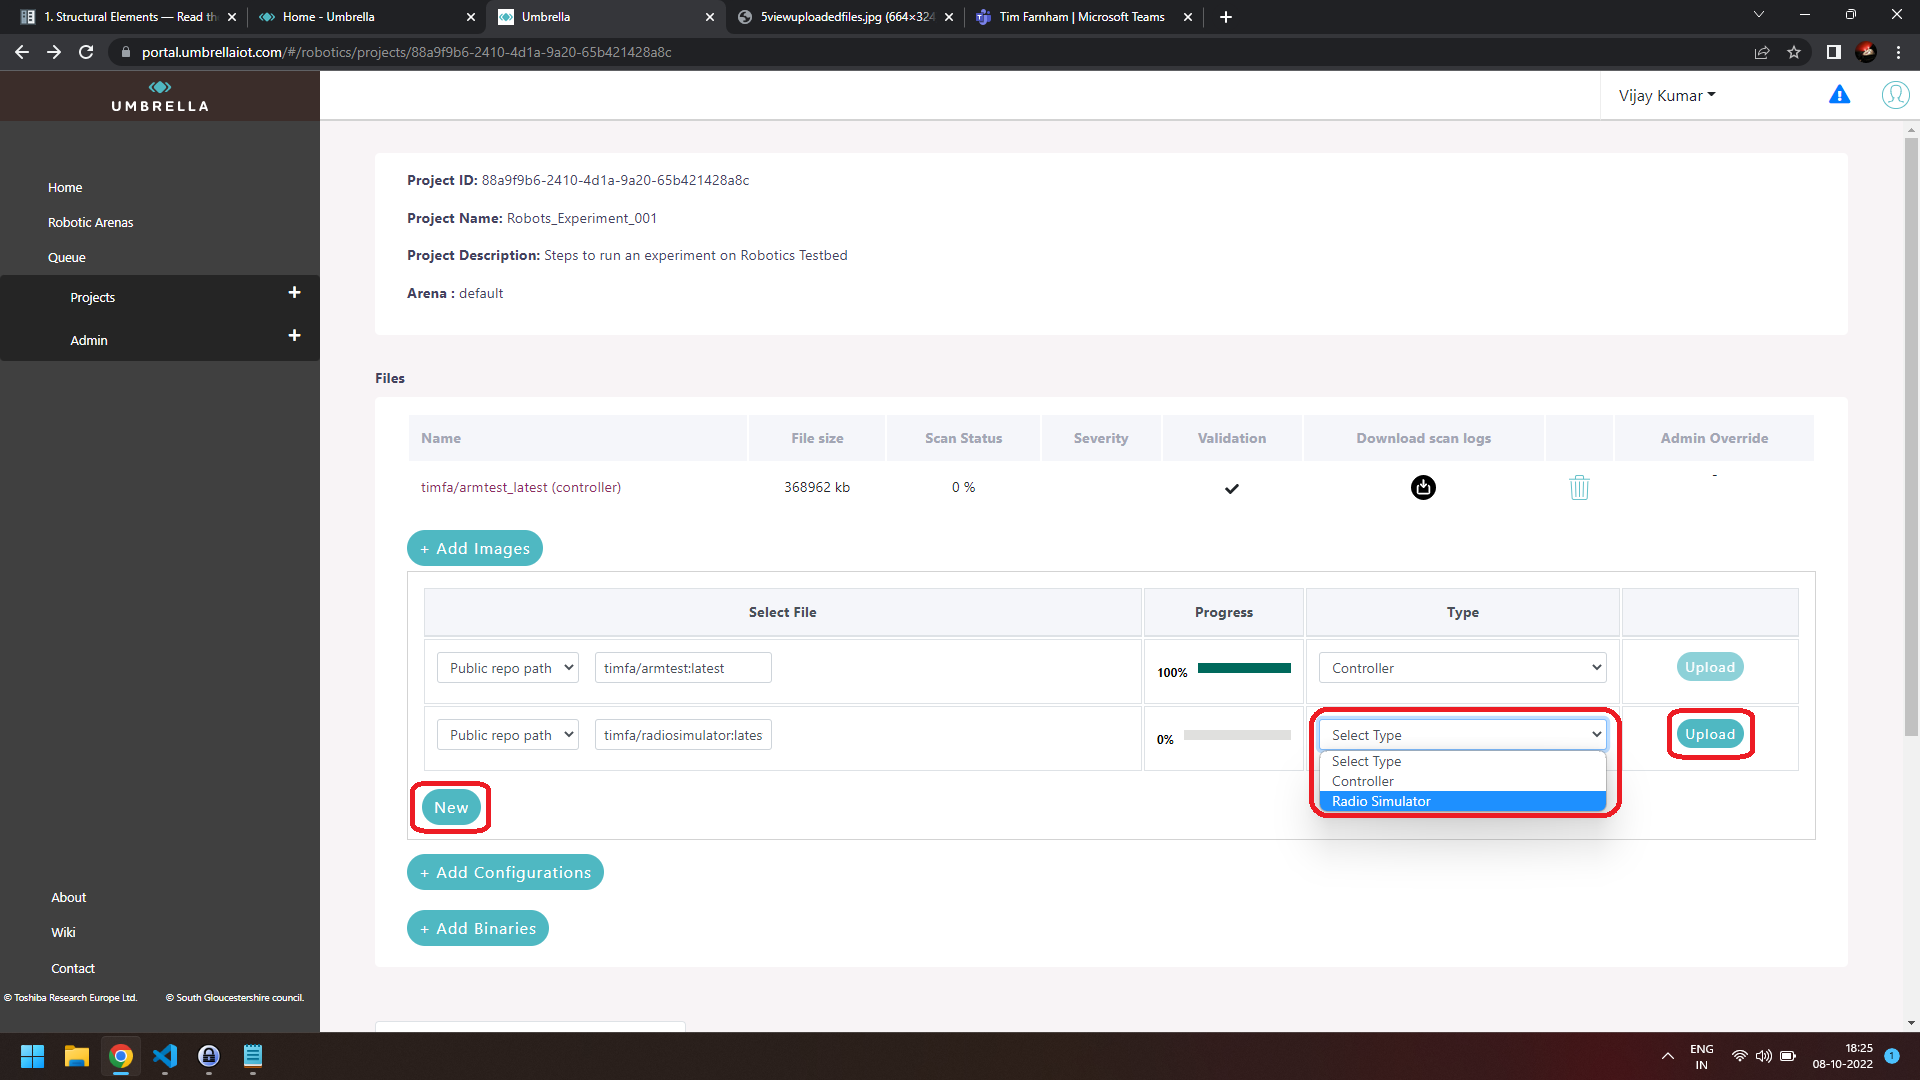 1. Structural Elements — Read th
Home - Umbrella
Umbrella
5viewuploadedfiles.jpg (664×324
Tim Farnham | Microsoft Teams
portal.umbrellaiot.com/#/robotics/projects/88a9f9b6-2410-4d1a-9a20-65b421428a8c
UMBRELLA
Vijay Kumar
Home
Robotic Arenas
Queue
Projects
Admin
About
Wiki
Contact
© Toshiba Research Europe Ltd. © South Gloucestershire council.
Project ID: 88a9f9b6-2410-4d1a-9a20-65b421428a8c
Project Name: Robots_Experiment_001
Project Description: Steps to run an experiment on Robotics Testbed
Arena : default
Files
Name File size Scan Status Severity Validation Download scan logs Admin Override
timfa/armtest_latest (controller) 368962 kb 0 % -
+ Add Images
Select File Progress Type
Public repo path timfa/armtest:latest 100% Controller Upload
Public repo path timfa/radiosimulator:lates 0% Select Type Upload
Select Type
Controller
Radio Simulator
New
+ Add Configurations
+ Add Binaries
ENG
IN
18:25
08-10-2022
1